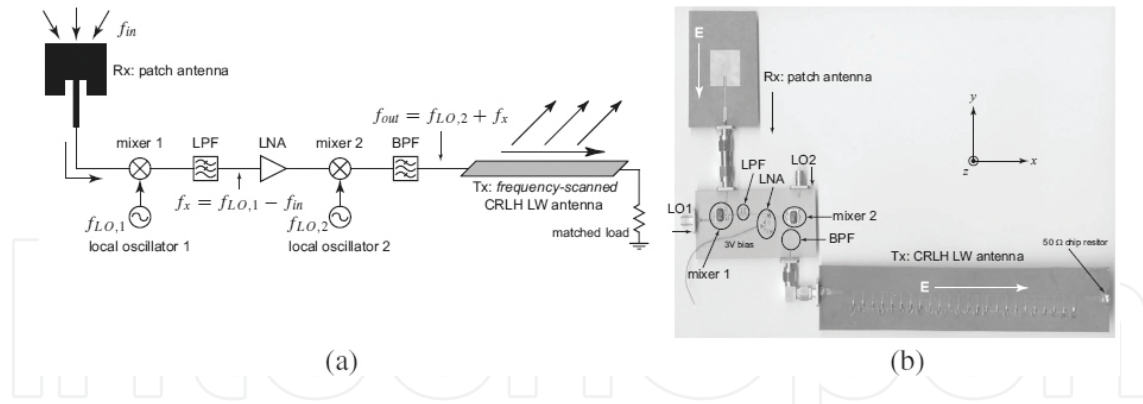 f_in
Rx: patch antenna
mixer 1
LPF
LNA
mixer 2
BPF
f_out = f_LO,2 + f_x
f_x = f_LO,1 − f_in
f_LO,1
local oscillator 1
f_LO,2
local oscillator 2
Tx: frequency-scanned
CRLH LW antenna
matched load
(a)
E
Rx: patch antenna
y
x
z
LPF
LNA
LO2
LO1
mixer 2
BPF
3V bias
mixer 1
Tx: CRLH LW antenna
50 Ω chip resitor
E
(b)